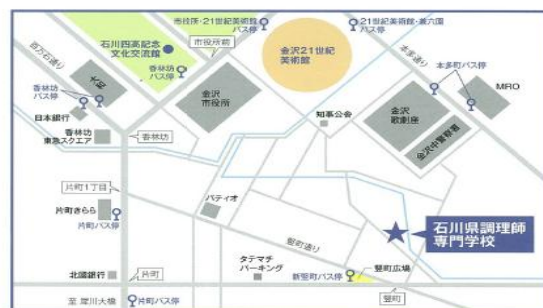 市役所・21世紀美術館
バス停
21世紀美術館・兼六園
バス停
石川四高記念
文化交流館
市役所前
金沢21世紀
美術館
百万石通り
本多通り
香林坊
バス停
本多町バス停
大和
香林坊
バス停
金沢
市役所
MRO
日本銀行
知事公舎
金沢
歌劇座
金沢中警察署
香林坊
東急スクエア
香林坊
片町1丁目
パティオ
片町きらら
片町バス停
竪町通り
石川県調理師
専門学校
北國銀行
片町
タテマチ
パーキング
新竪町バス停
竪町広場
至 犀川大橋
片町バス停
竪町